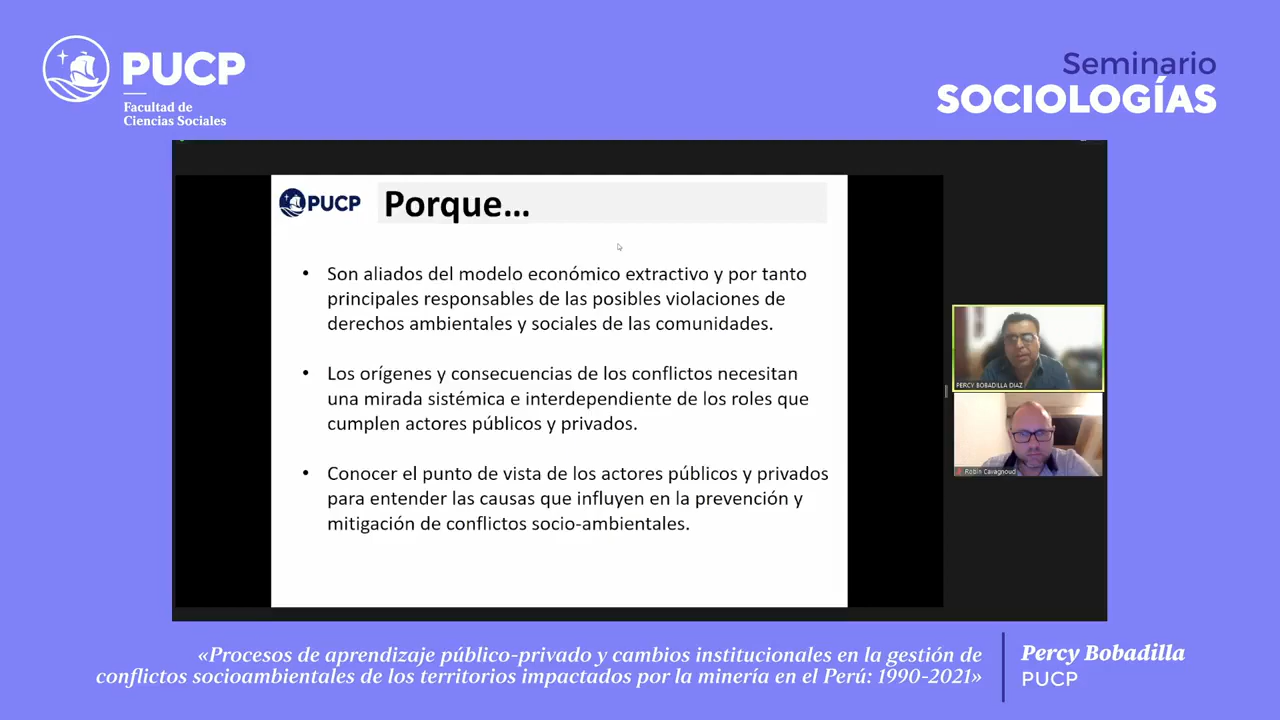 PUCP
Facultad de
Ciencias Sociales
Seminario
SOCIOLOGÍAS
PUCP
Porque...
• Son aliados del modelo económico extractivo y por tanto
principales responsables de las posibles violaciones de
derechos ambientales y sociales de las comunidades.
• Los orígenes y consecuencias de los conflictos necesitan
una mirada sistémica e interdependiente de los roles que
cumplen actores públicos y privados.
• Conocer el punto de vista de los actores públicos y privados
para entender las causas que influyen en la prevención y
mitigación de conflictos socio-ambientales.
PERCY BOBADILLA DIAZ
Robin Cavagnoud
«Procesos de aprendizaje público-privado y cambios institucionales en la gestión de
conflictos socioambientales de los territorios impactados por la minería en el Perú: 1990-2021»
Percy Bobadilla
PUCP